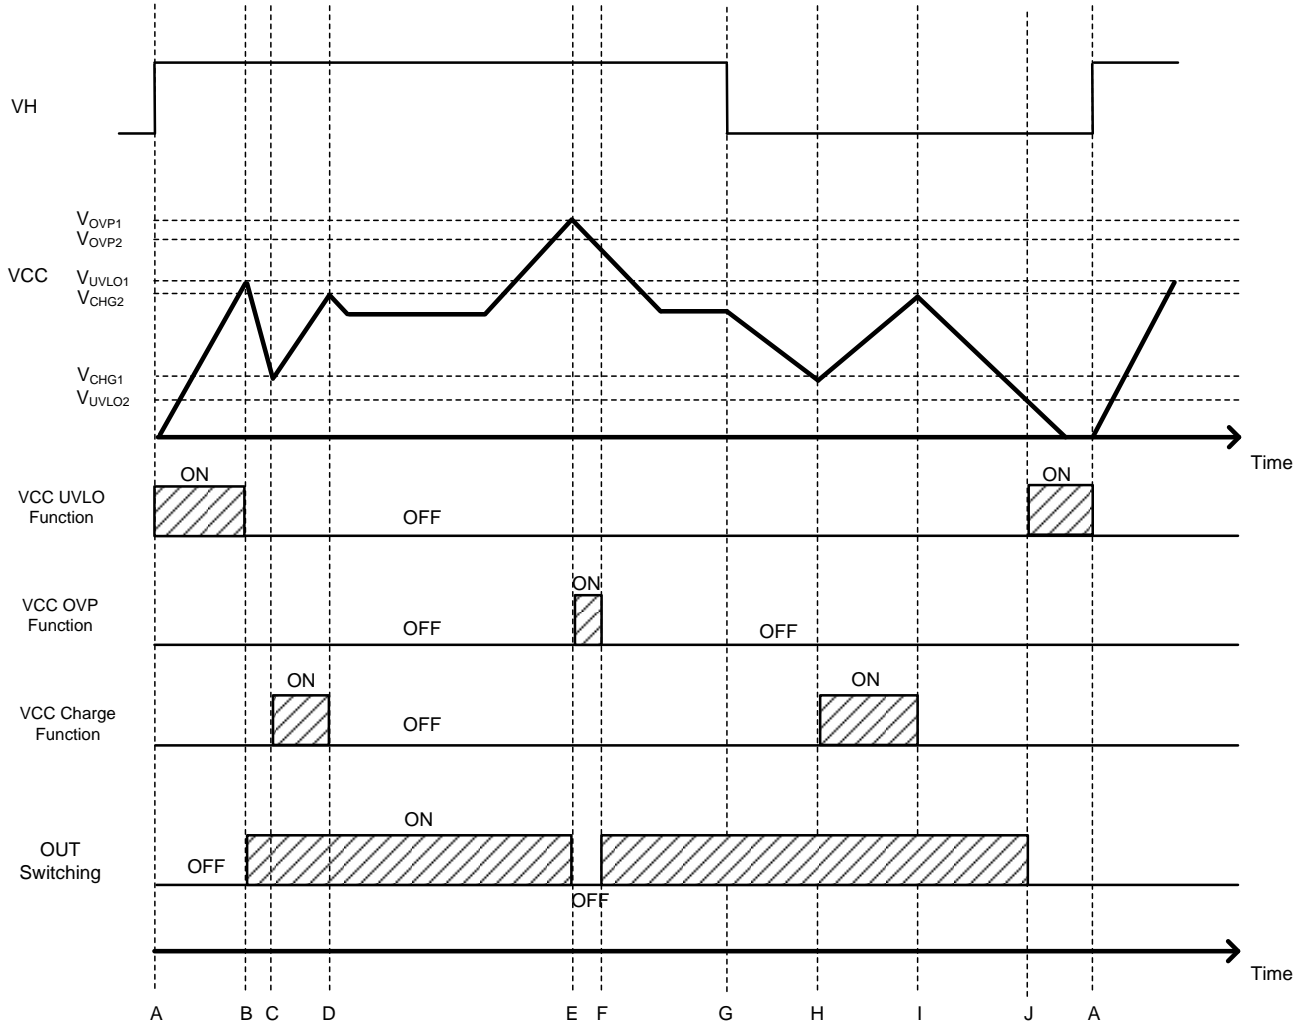 VH
VOVP1
VOVP2
VCC
VUVLO1
VCHG2
VCHG1
VUVLO2
Time
VCC UVLO
Function
ON
OFF
ON
VCC OVP
Function
OFF
ON
OFF
VCC Charge
Function
ON
OFF
ON
OUT
Switching
OFF
ON
OFF
Time
A B C D E F G H I J A